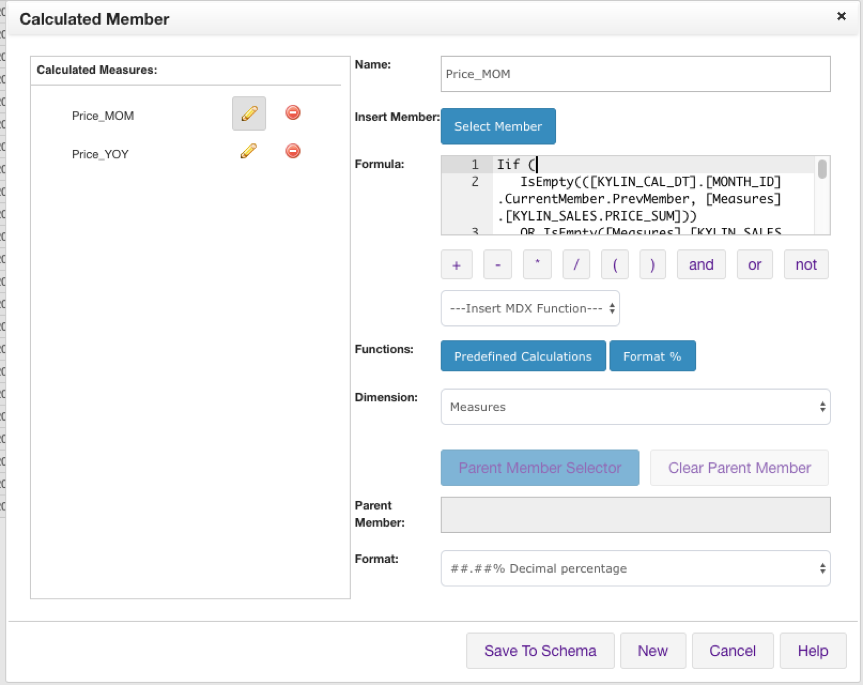 Calculated Member
×
Calculated Measures:
Price_MOM
Price_YOY
Name:
Price_MOM
Insert Member:
Select Member
Formula:
1 Iif (
2 IsEmpty(([KYLIN_CAL_DT].[MONTH_ID]
.CurrentMember.PrevMember, [Measures]
.[KYLIN_SALES.PRICE_SUM]))
3 OR IsEmpty([Measures].[KYLIN_SALES
+ - * / ( ) and or not
---Insert MDX Function---
Functions:
Predefined Calculations Format %
Dimension:
Measures
Parent Member Selector Clear Parent Member
Parent
Member:
Format:
##.##% Decimal percentage
Save To Schema New Cancel Help